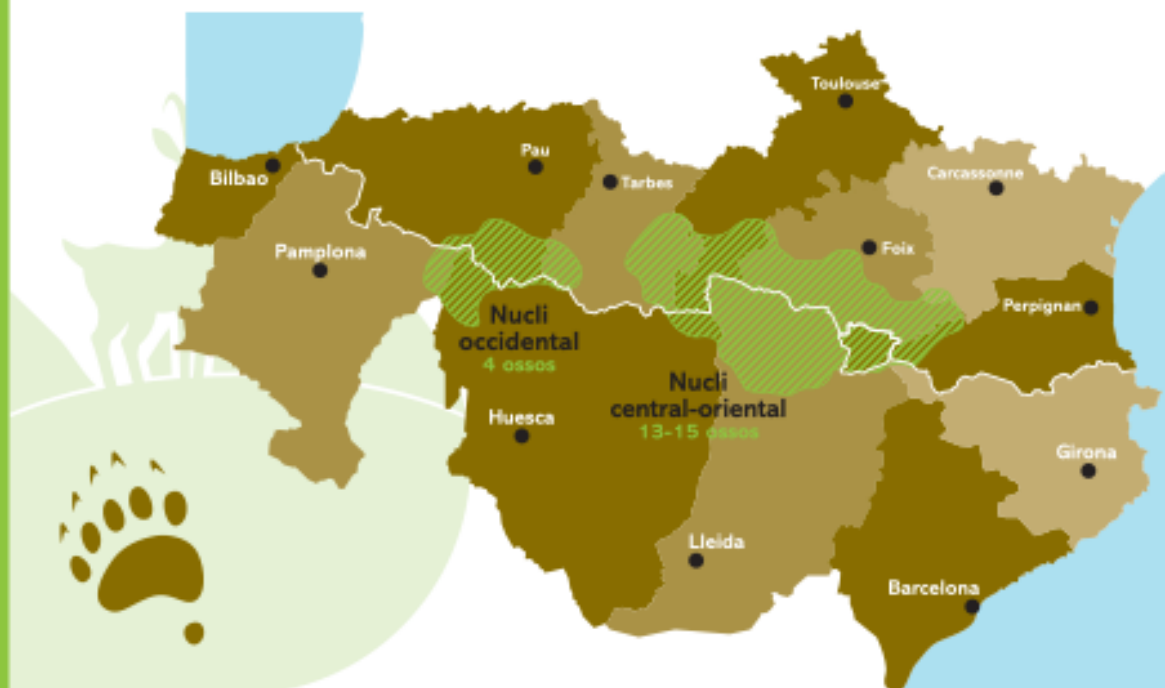 Toulouse
Pau
Bilbao
Tarbes
Carcassonne
Pamplona
Foix
Perpignan
Nucli
occidental
4 ossos
Nucli
central-oriental
13-15 ossos
Huesca
Girona
Lleida
Barcelona